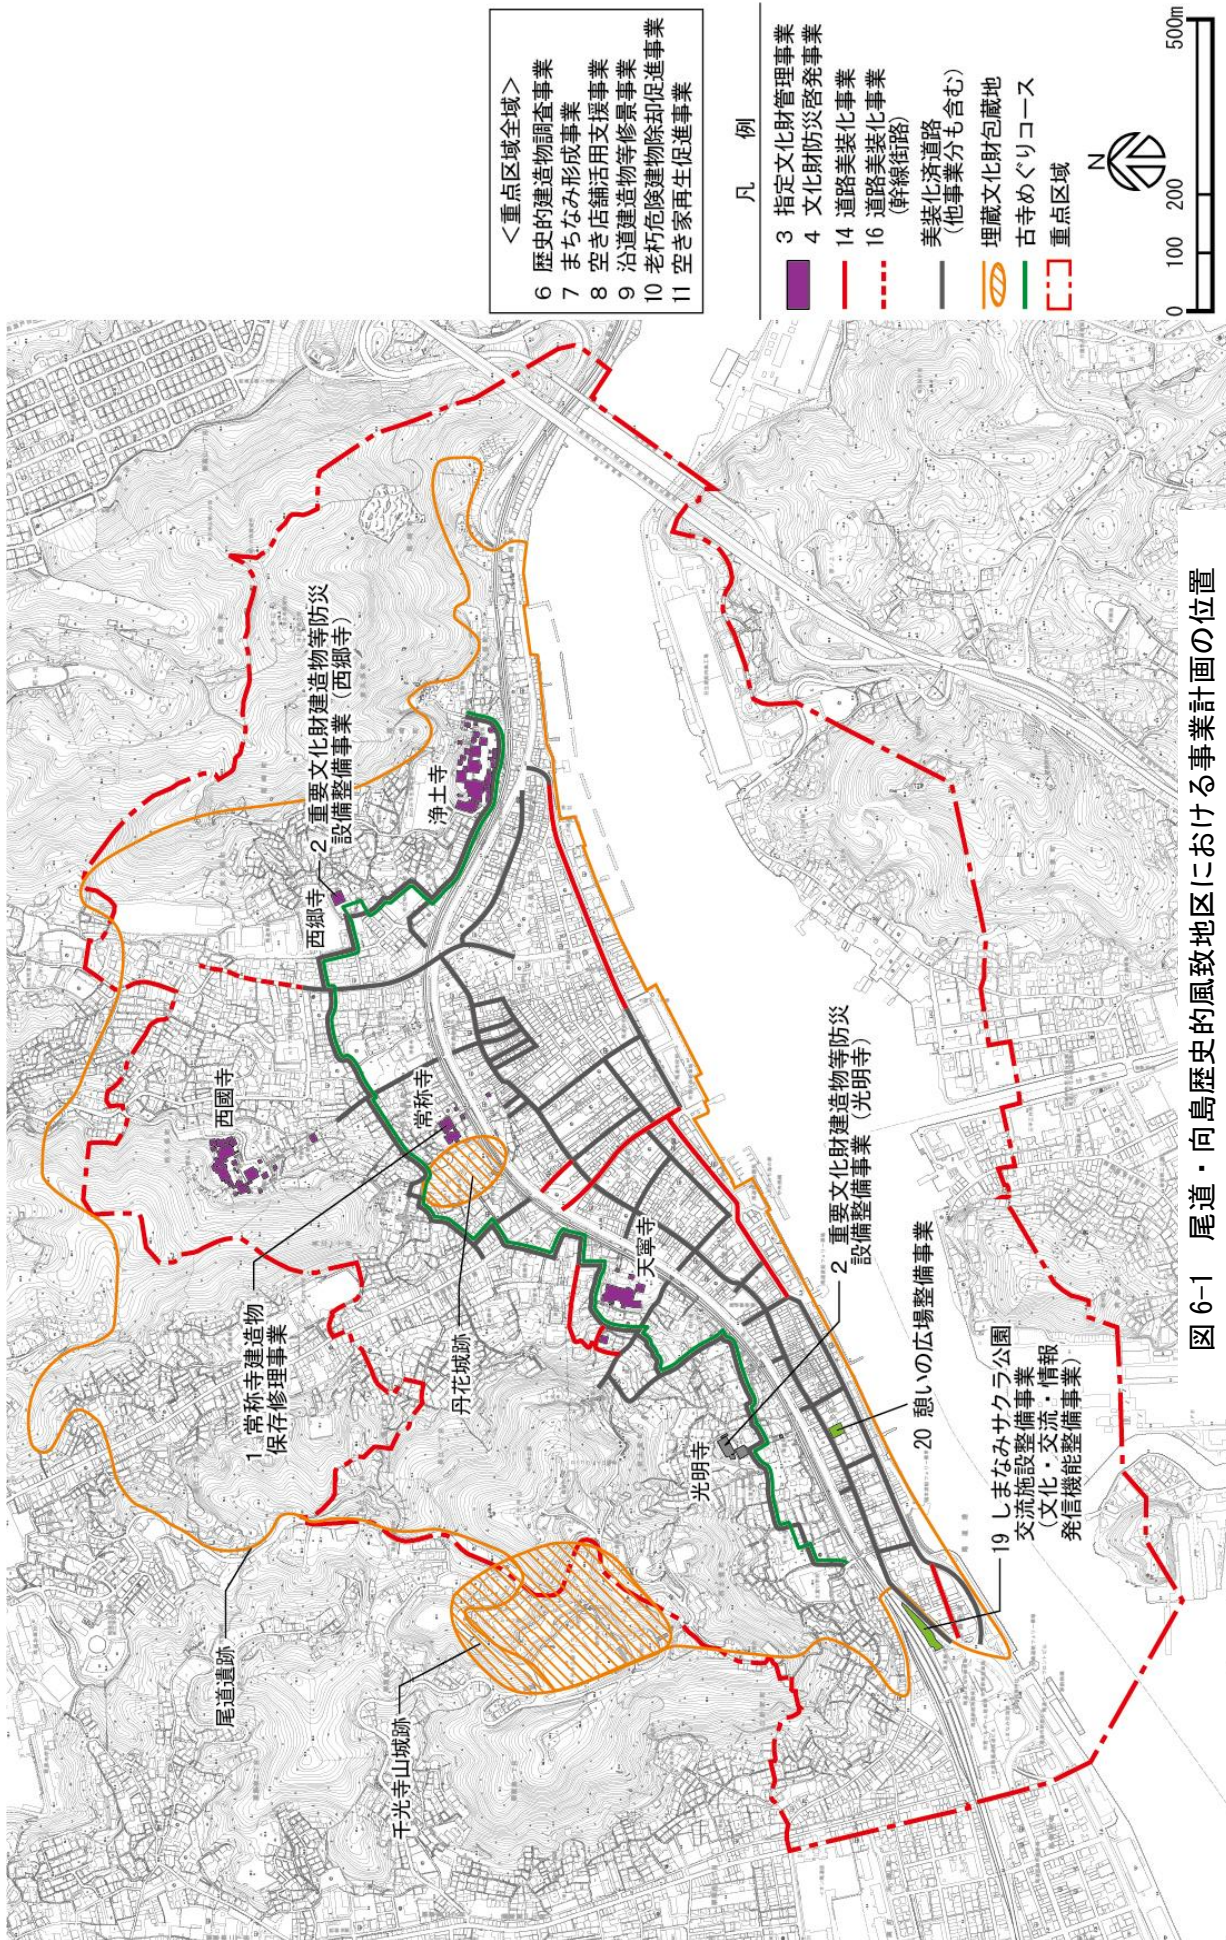 <重点区域全域>
6 歴史的建造物調査事業
7 まちなみ形成事業
8 空き店舗活用支援事業
9 沿道建造物等修景事業
10 老朽危険建物除却促進事業
11 空き家再生促進事業
凡 例
3 指定文化財管理事業
4 文化財防災啓発事業
14 道路美装化事業
16 道路美装化事業
(幹線街路)
美装化済道路
(他事業分も含む)
埋蔵文化財包蔵地
古寺めぐりコース
重点区域
N
0 100 200 500m
2 重要文化財建造物等防災
設備整備事業(西郷寺)
西郷寺
浄土寺
西國寺
常称寺
1 常称寺建造物
保存修理事業
丹花城跡
天寧寺
尾道遺跡
千光寺山城跡
光明寺
2 重要文化財建造物等防災
設備整備事業(光明寺)
20 憩いの広場整備事業
19 しまなみサクラ公園
交流施設整備事業
(文化・交流・情報
発信機能整備事業)
図 6-1 尾道・向島歴史的風致地区における事業計画の位置